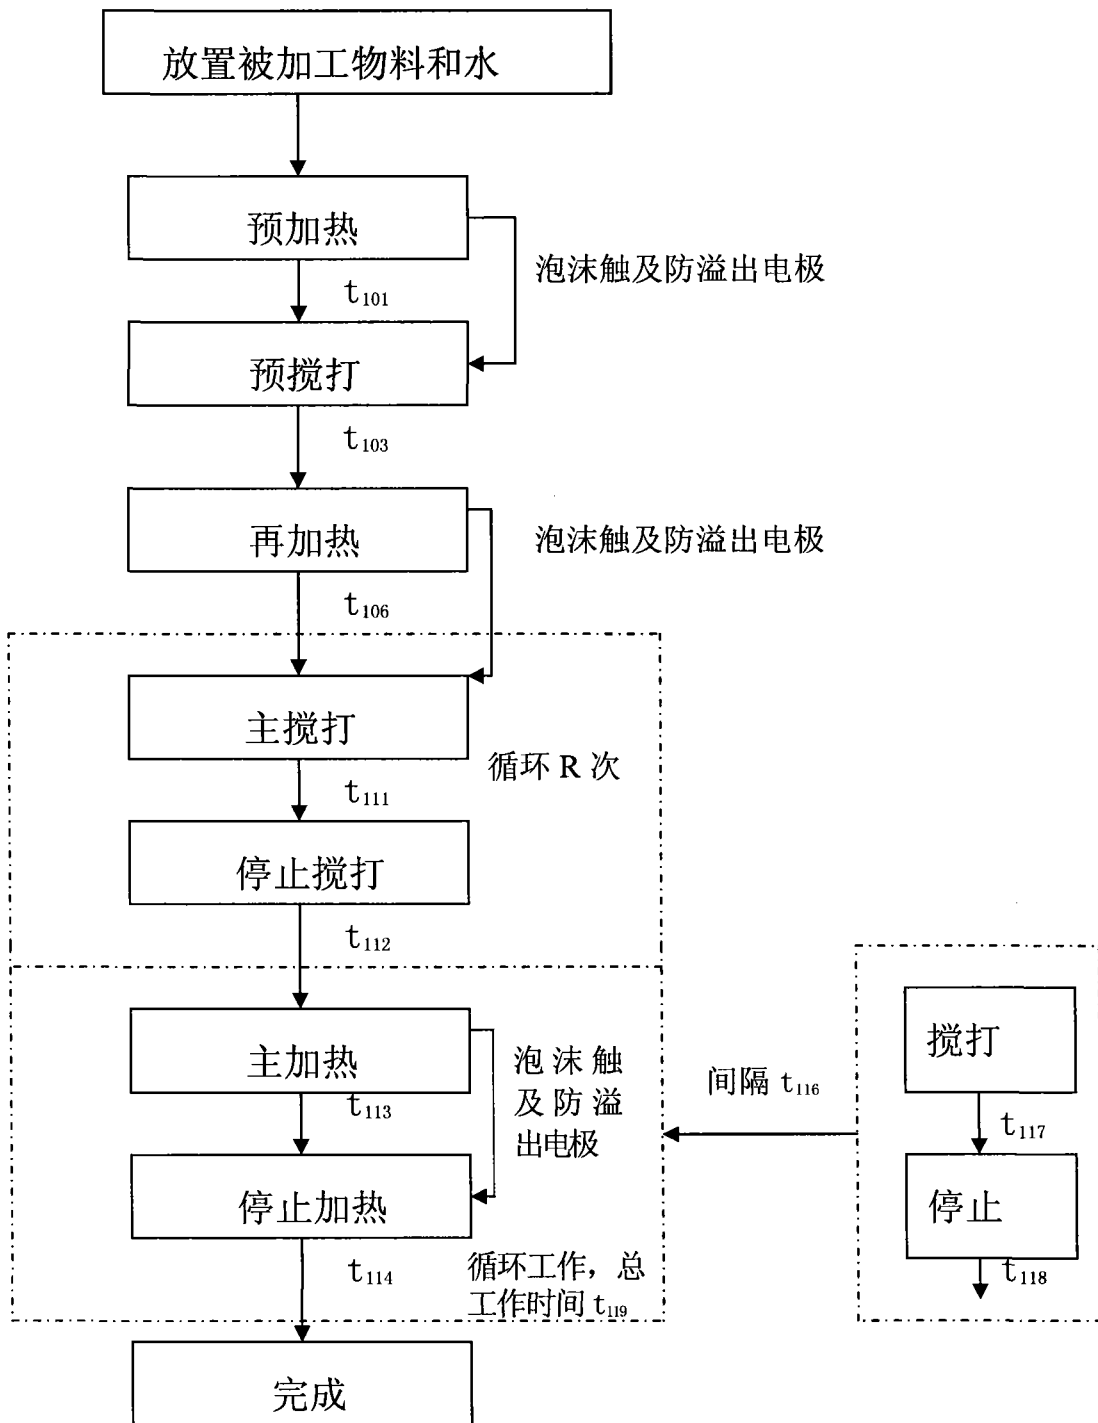 放置被加工物料和水
预加热
泡沫触及防溢出电极
t101
预搅打
t103
再加热
泡沫触及防溢出电极
t106
主搅打
循环 R 次
t111
停止搅打
t112
主加热
泡沫触
及防溢
出电极
t113
停止加热
t114
循环工作，总
工作时间 t119
完成
间隔 t116
搅打
t117
停止
t118